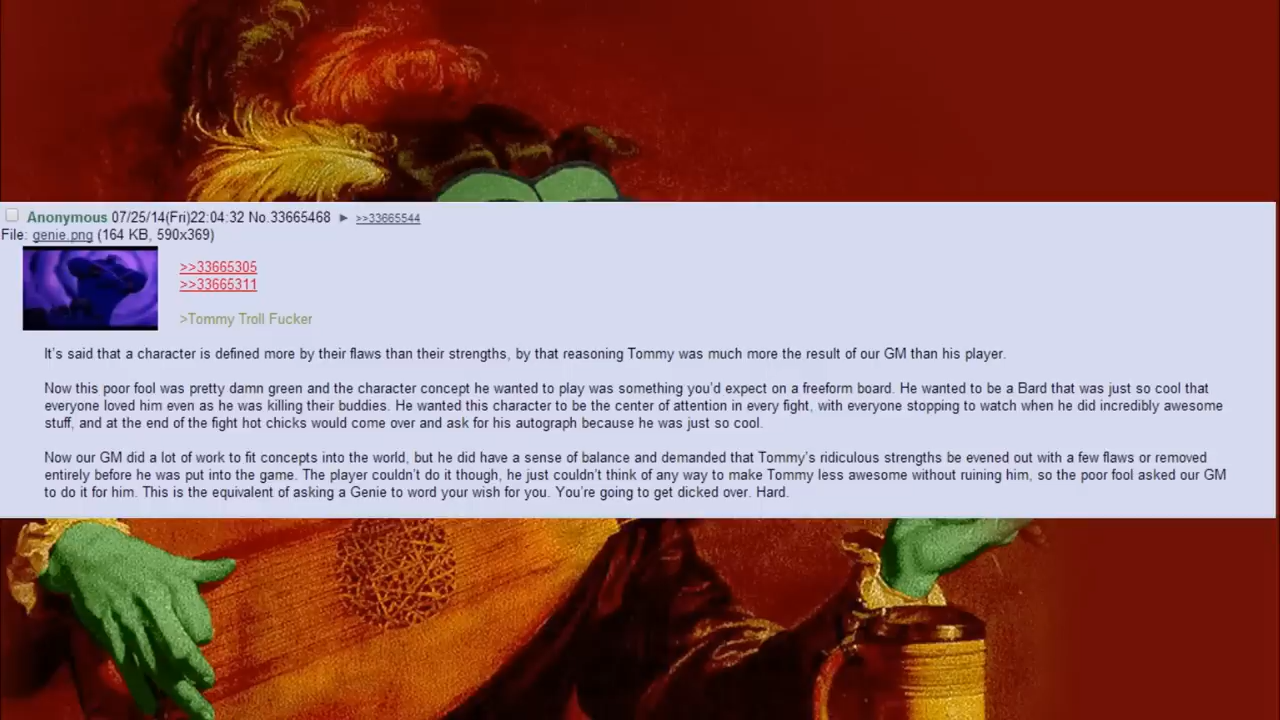 Anonymous 07/25/14(Fri)22:04:32 No.33665468 ► >>33665544
File: genie.png (164 KB, 590x369)
>>33665305
>>33665311
>Tommy Troll Fucker
It's said that a character is defined more by their flaws than their strengths, by that reasoning Tommy was much more the result of our GM than his player.
Now this poor fool was pretty damn green and the character concept he wanted to play was something you'd expect on a freeform board. He wanted to be a Bard that was just so cool that
everyone loved him even as he was killing their buddies. He wanted this character to be the center of attention in every fight, with everyone stopping to watch when he did incredibly awesome
stuff, and at the end of the fight hot chicks would come over and ask for his autograph because he was just so cool.
Now our GM did a lot of work to fit concepts into the world, but he did have a sense of balance and demanded that Tommy's ridiculous strengths be evened out with a few flaws or removed
entirely before he was put into the game. The player couldn't do it though, he just couldn't think of any way to make Tommy less awesome without ruining him, so the poor fool asked our GM
to do it for him. This is the equivalent of asking a Genie to word your wish for you. You're going to get dicked over. Hard.